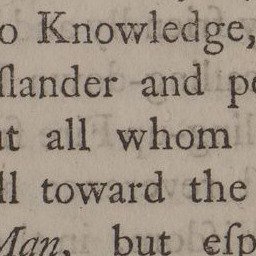 o Knowledge,
ſlander and p
t all whom
ll toward the
Man, but eſp